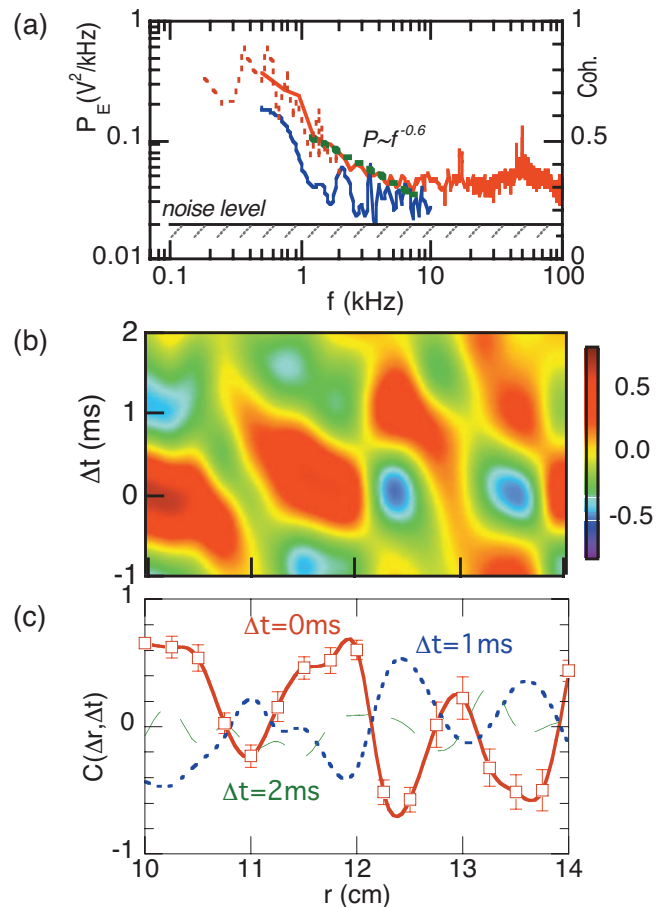 (a)
P_E(V²/kHz)
1
0.1
0.01
1
0.5
0
Coh.
P~f^-0.6
noise level
0.1
1
10
100
f (kHz)
(b)
Δt (ms)
2
1
0
-1
0.5
0.0
-0.5
(c)
C(Δr,Δt)
1
0
-1
Δt=0ms
Δt=1ms
Δt=2ms
10
11
12
13
14
r (cm)